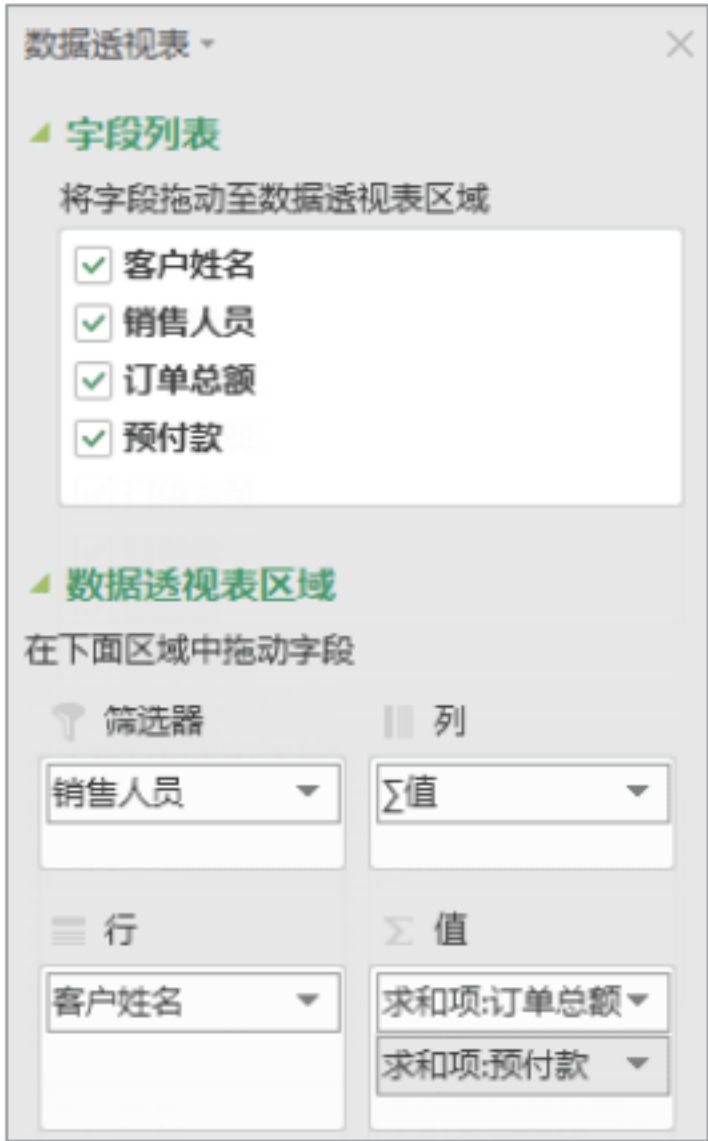 数据透视表
字段列表
将字段拖动至数据透视表区域
客户姓名
销售人员
订单总额
预付款
数据透视表区域
在下面区域中拖动字段
筛选器
列
销售人员
∑值
行
Σ 值
客户姓名
求和项:订单总额
求和项:预付款